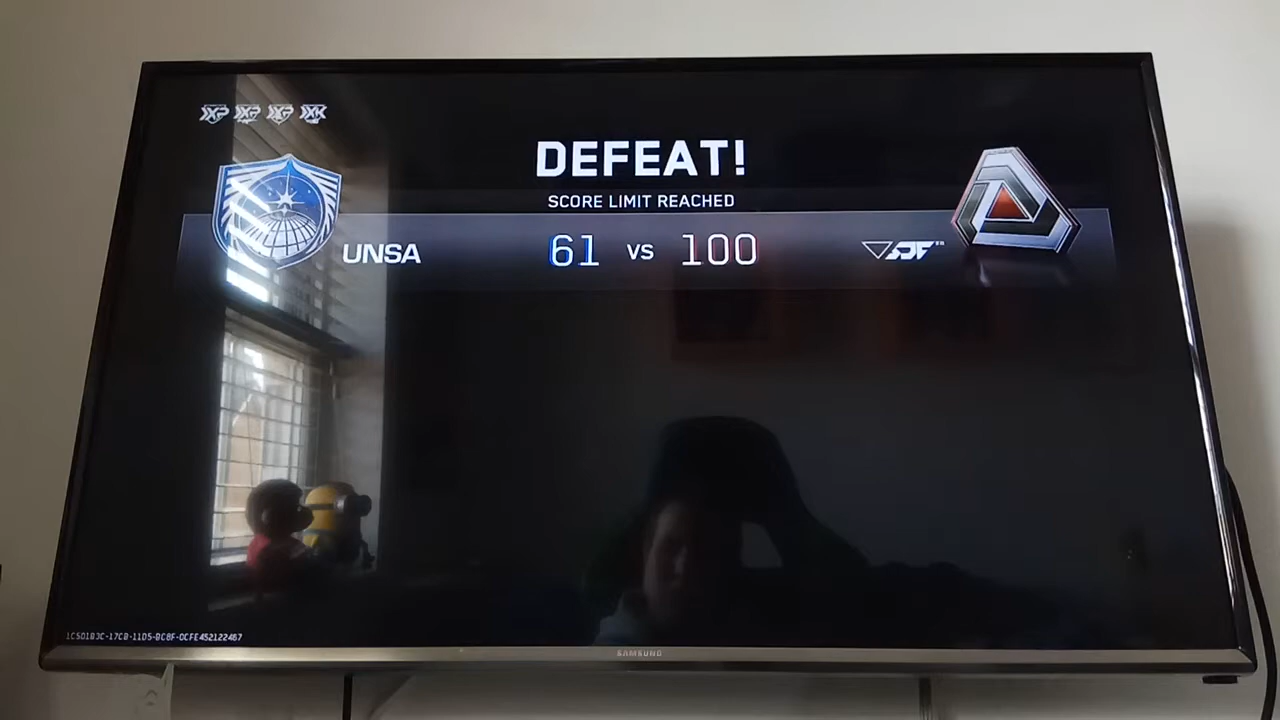 DEFEAT!
SCORE LIMIT REACHED
UNSA 61 VS 100 SDF
SAMSUNG